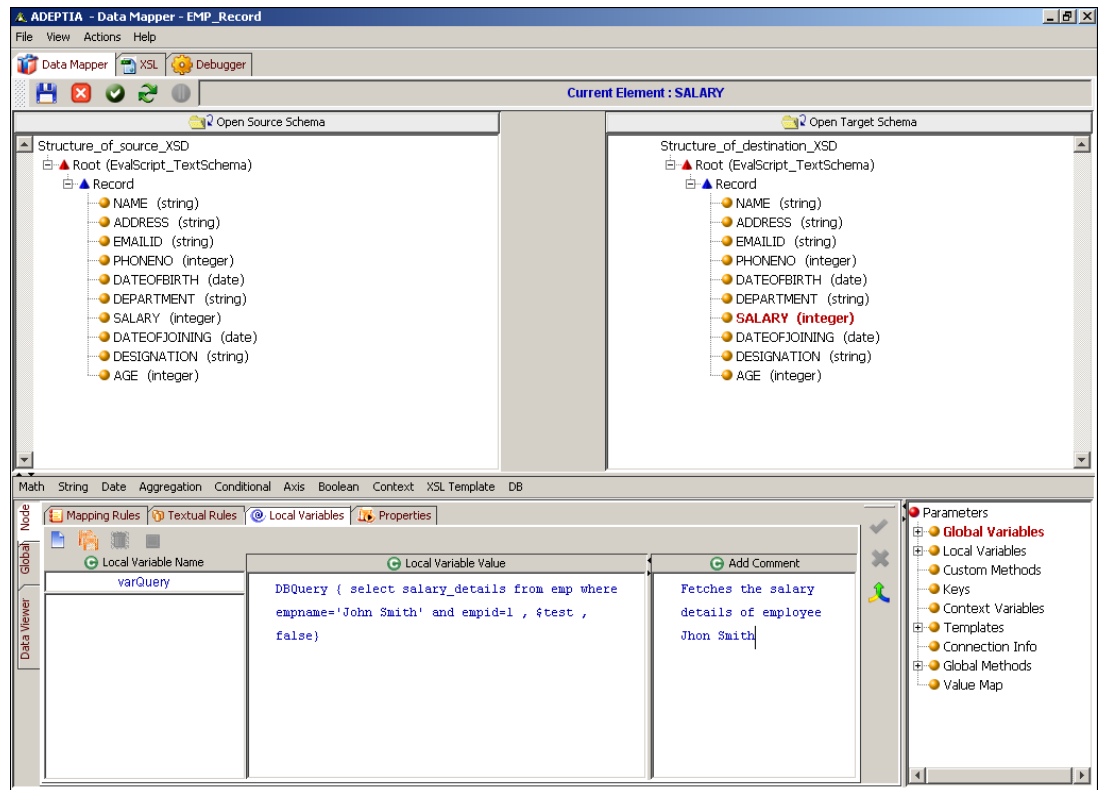 ADEPTIA - Data Mapper - EMP_Record
File View Actions Help
Data Mapper XSL Debugger
Current Element : SALARY
Open Source Schema
Open Target Schema
Structure_of_source_XSD
Root (EvalScript_TextSchema)
Record
NAME (string)
ADDRESS (string)
EMAILID (string)
PHONENO (integer)
DATEOFBIRTH (date)
DEPARTMENT (string)
SALARY (integer)
DATEOFJOINING (date)
DESIGNATION (string)
AGE (integer)
Structure_of_destination_XSD
Root (EvalScript_TextSchema)
Record
NAME (string)
ADDRESS (string)
EMAILID (string)
PHONENO (integer)
DATEOFBIRTH (date)
DEPARTMENT (string)
SALARY (integer)
DATEOFJOINING (date)
DESIGNATION (string)
AGE (integer)
Math String Date Aggregation Conditional Axis Boolean Context XSL Template DB
Node
Global
Data Viewer
Mapping Rules Textual Rules Local Variables Properties
Local Variable Name
varQuery
Local Variable Value
DBQuery { select salary_details from emp where
empname='John Smith' and empid=1 , $test ,
false}
Add Comment
Fetches the salary
details of employee
Jhon Smith
Parameters
Global Variables
Local Variables
Custom Methods
Keys
Context Variables
Templates
Connection Info
Global Methods
Value Map